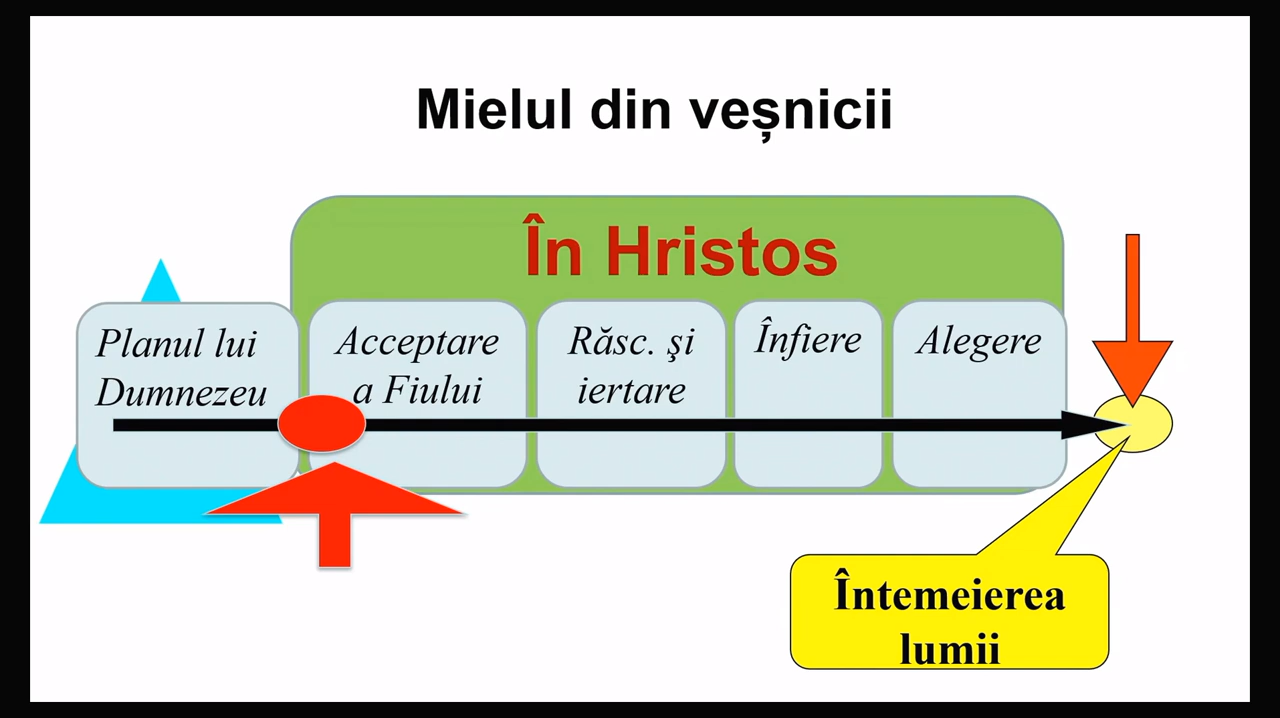 Mielul din veșnicii
În Hristos
Planul lui
Dumnezeu
Acceptare
a Fiului
Răsc. şi
iertare
Înfiere
Alegere
Întemeierea
lumii